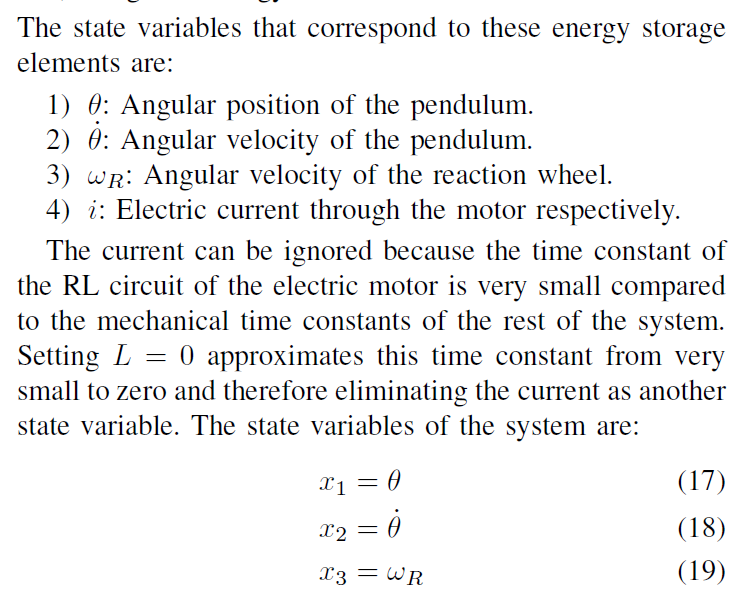 The state variables that correspond to these energy storage
elements are:
1) θ: Angular position of the pendulum.
2) θ̇: Angular velocity of the pendulum.
3) ω_R: Angular velocity of the reaction wheel.
4) i: Electric current through the motor respectively.
The current can be ignored because the time constant of
the RL circuit of the electric motor is very small compared
to the mechanical time constants of the rest of the system.
Setting L = 0 approximates this time constant from very
small to zero and therefore eliminating the current as another
state variable. The state variables of the system are:
x₁ = θ (17)
x₂ = θ̇ (18)
x₃ = ω_R (19)